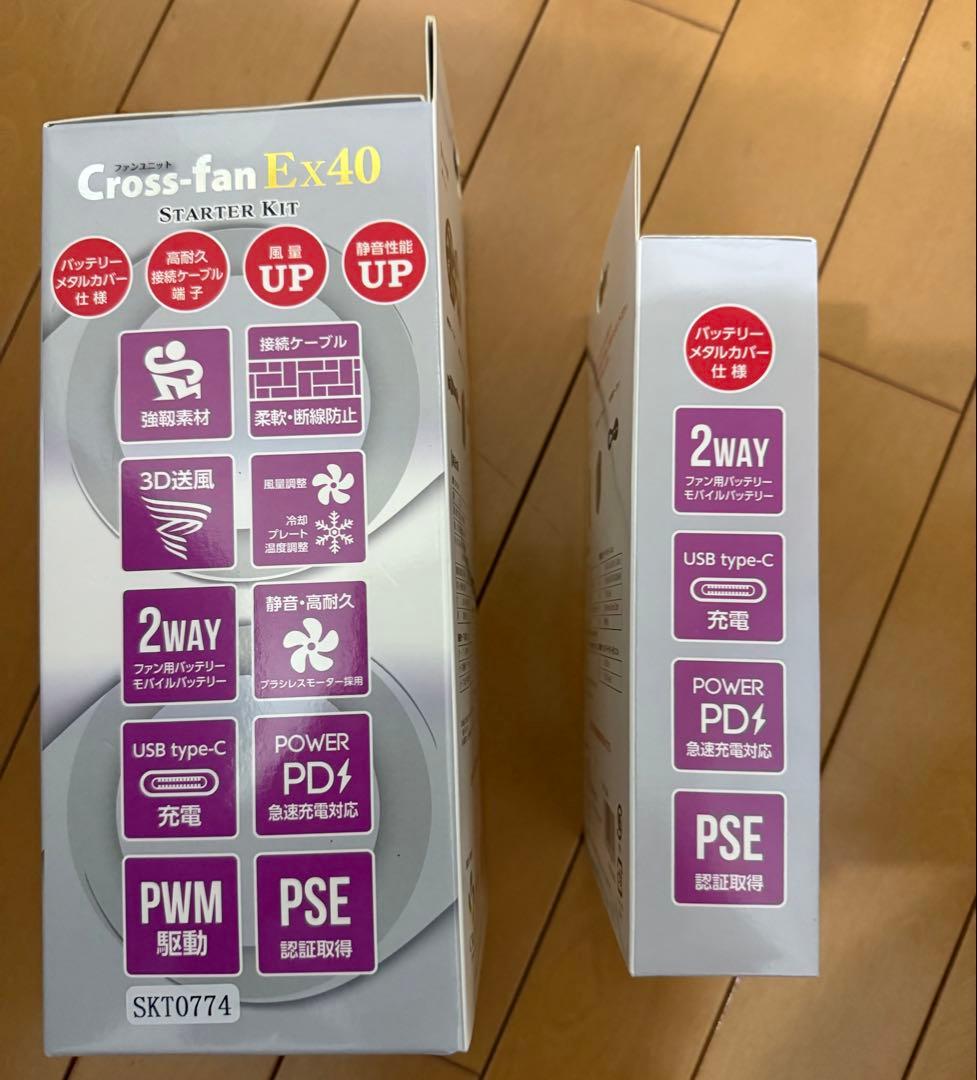 ファンユニット
Cross-fan Ex40
STARTER KIT
バッテリー
メタルカバー
仕様
高耐久
接続ケーブル
端子
風量
UP
静音性能
UP
強靱素材
接続ケーブル
柔軟・断線防止
3D送風
風量調整
冷却
プレート
温度調整
2WAY
ファン用バッテリー
モバイルバッテリー
静音・高耐久
ブラシレスモーター採用
USB type-C
充電
POWER
PD
急速充電対応
PWM
駆動
PSE
認証取得
SKT0774
バッテリー
メタルカバー
仕様
2WAY
ファン用バッテリー
モバイルバッテリー
USB type-C
充電
POWER
PD
急速充電対応
PSE
認証取得